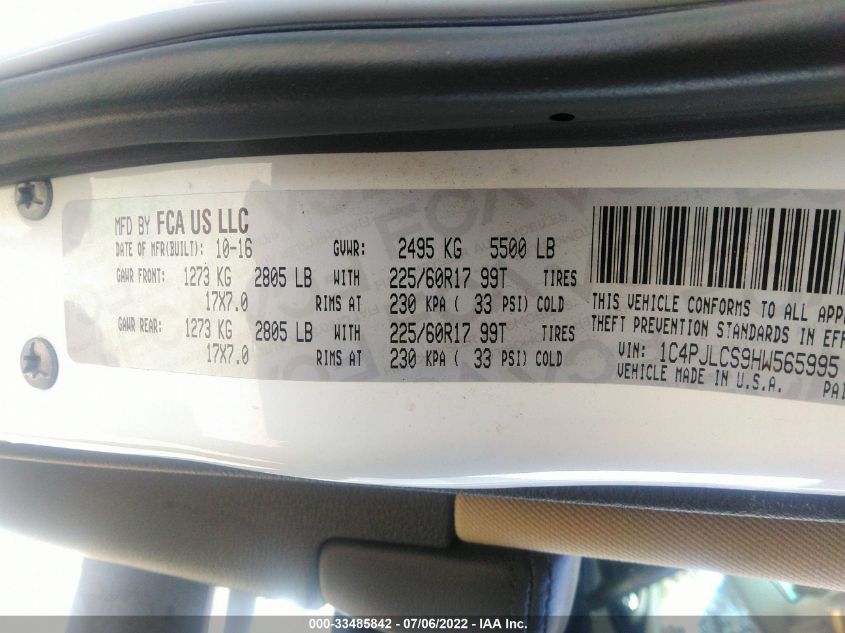 MFD BY FCA US LLC
DATE OF MFR(BUILT): 10-16 GVWR: 2495 KG 5500 LB
GAWR FRONT: 1273 KG 2805 LB WITH 225/60R17 99T TIRES
17X7.0 RIMS AT 230 KPA ( 33 PSI) COLD
GAWR REAR: 1273 KG 2805 LB WITH 225/60R17 99T TIRES
17X7.0 RIMS AT 230 KPA ( 33 PSI) COLD
THIS VEHICLE CONFORMS TO ALL
THEFT PREVENTION STANDARDS IN
VIN: 1C4PJLCS9HW565995
VEHICLE MADE IN U.S.A.
000-33485842 - 07/06/2022 - IAA Inc.